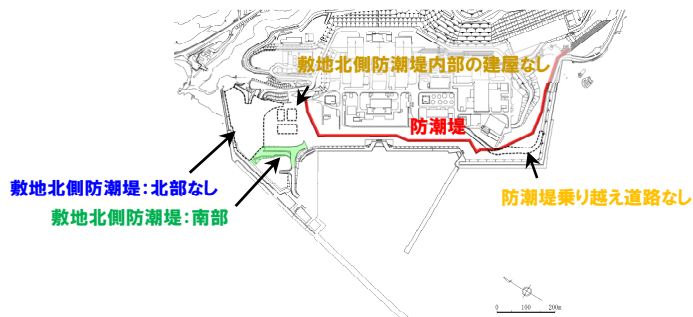 敷地北側防潮堤内部の建屋なし
防潮堤
敷地北側防潮堤：北部なし
敷地北側防潮堤：南部
防潮堤乗り越え道路なし
0 100 200m